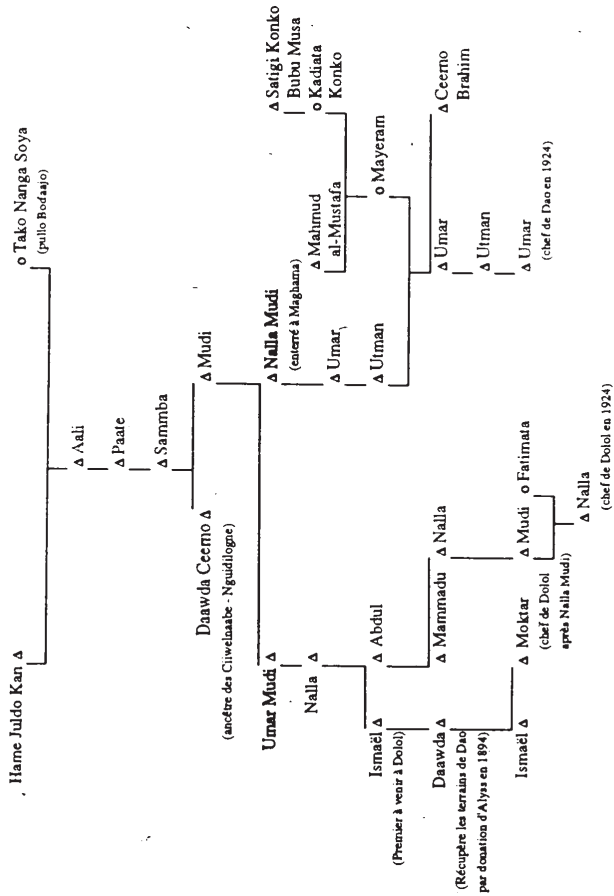 Hame Juldo Kan Δ
o Tako Nanga Soya
(pullo Bodaajo)
Δ Aali
Δ Paate
Δ Sammba
Daawda Ceerno Δ
Δ Mudi
(ancêtre des Ciiwelnaabe - Nguidilogne)
Umar Mudi Δ
Δ Nalla Mudi
(enterré à Maghama)
Δ Satigi Konko
Bubu Musa
Nalla Δ
Δ Umar
Δ Mahmud
al-Mustafa
o Kadiata
Konko
Ismaël Δ
Δ Abdul
Δ Utman
o Mayeram
(Premier à venir à Dolol)
Daawda Δ
Δ Mammadu
Δ Nalla
Δ Umar
Δ Ceerno
Brahim
(Récupère les terrains de Dao
par donation d'Alyss en 1894)
Δ Utman
Ismaël Δ
Δ Moktar
Δ Mudi
o Fatimata
Δ Umar
(chef de Dolol
après Nalla Mudi)
(chef de Dao en 1924)
Δ Nalla
(chef de Dolol en 1924)